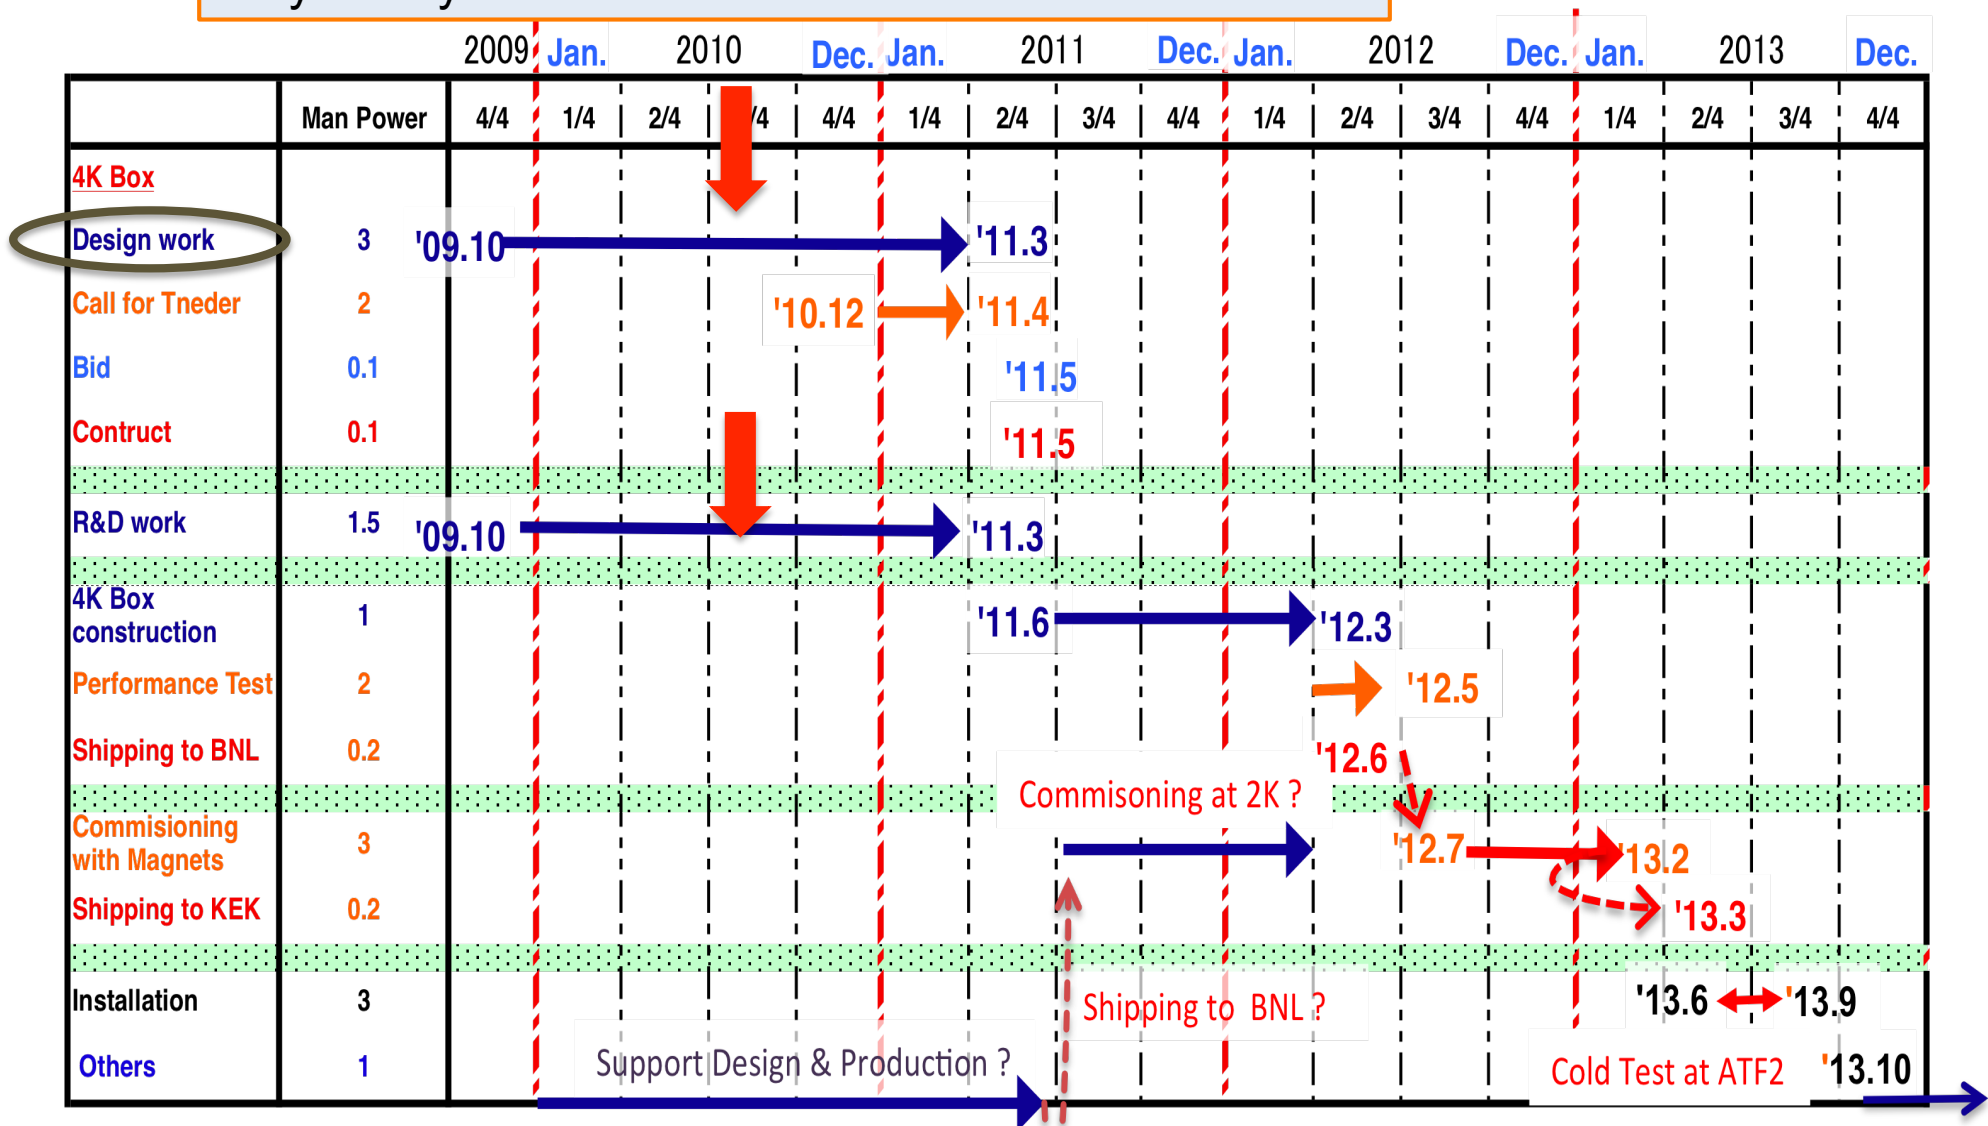 2009 Jan. 2010 Dec. Jan. 2011 Dec. Jan. 2012 Dec. Jan. 2013 Dec.
Man Power 4/4 1/4 2/4 /4 4/4 1/4 2/4 3/4 4/4 1/4 2/4 3/4 4/4 1/4 2/4 3/4 4/4
4K Box
Design work 3 '09.10 '11.3
Call for Tneder 2 '10.12 '11.4
Bid 0.1 '11.5
Contruct 0.1 '11.5
R&D work 1.5 '09.10 '11.3
4K Box
construction 1 '11.6 '12.3
Performance Test 2 '12.5
Shipping to BNL 0.2 '12.6
Commisoning at 2K ?
Commisioning
with Magnets 3 '12.7 '13.2
Shipping to KEK 0.2 '13.3
Installation 3 Shipping to BNL ? '13.6 '13.9
Others 1 Support Design & Production ? Cold Test at ATF2 '13.10